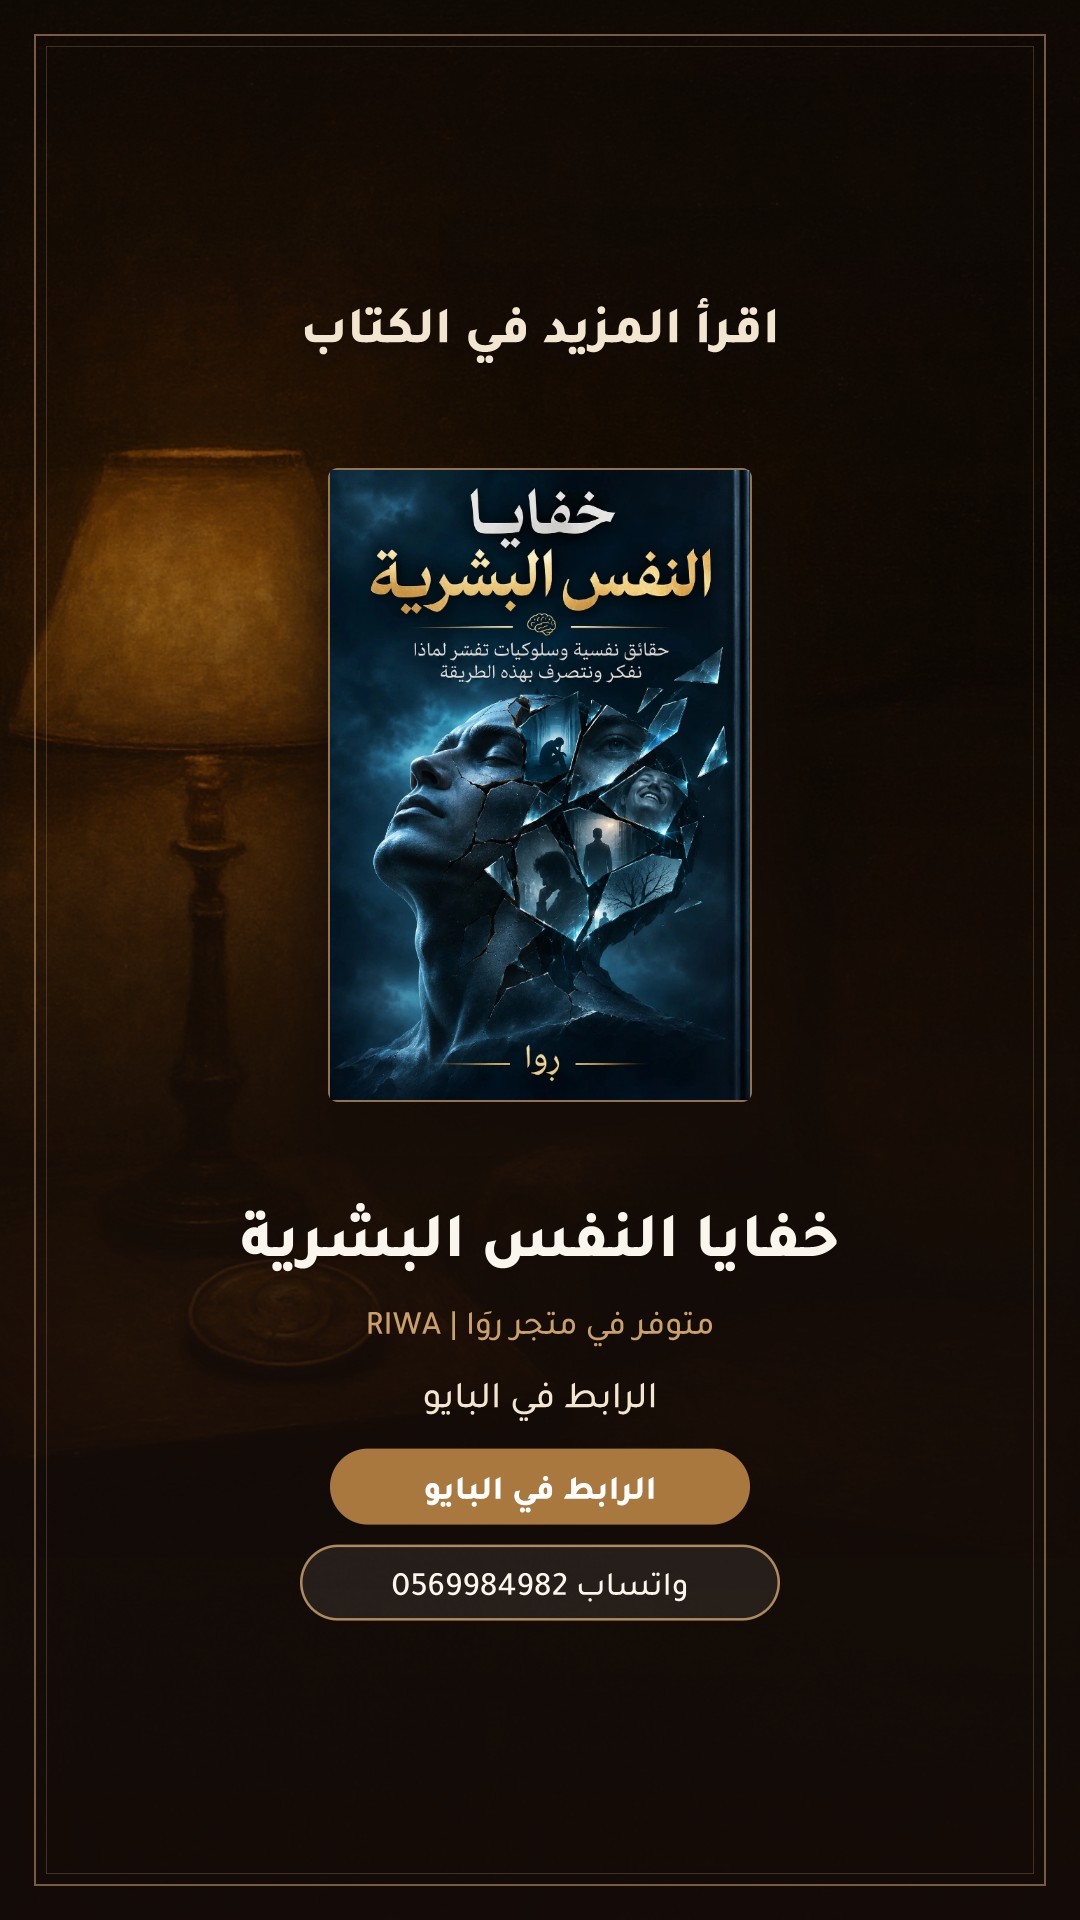 اقرأ المزيد في الكتاب
خفايا
النفس البشرية
حقائق نفسية وسلوكيات تفسّر لماذا
نفكر ونتصرف بهذه الطريقة
روا
خفايا النفس البشرية
متوفر في متجر روَا | RIWA
الرابط في البايو
الرابط في البايو
واتساب 0569984982